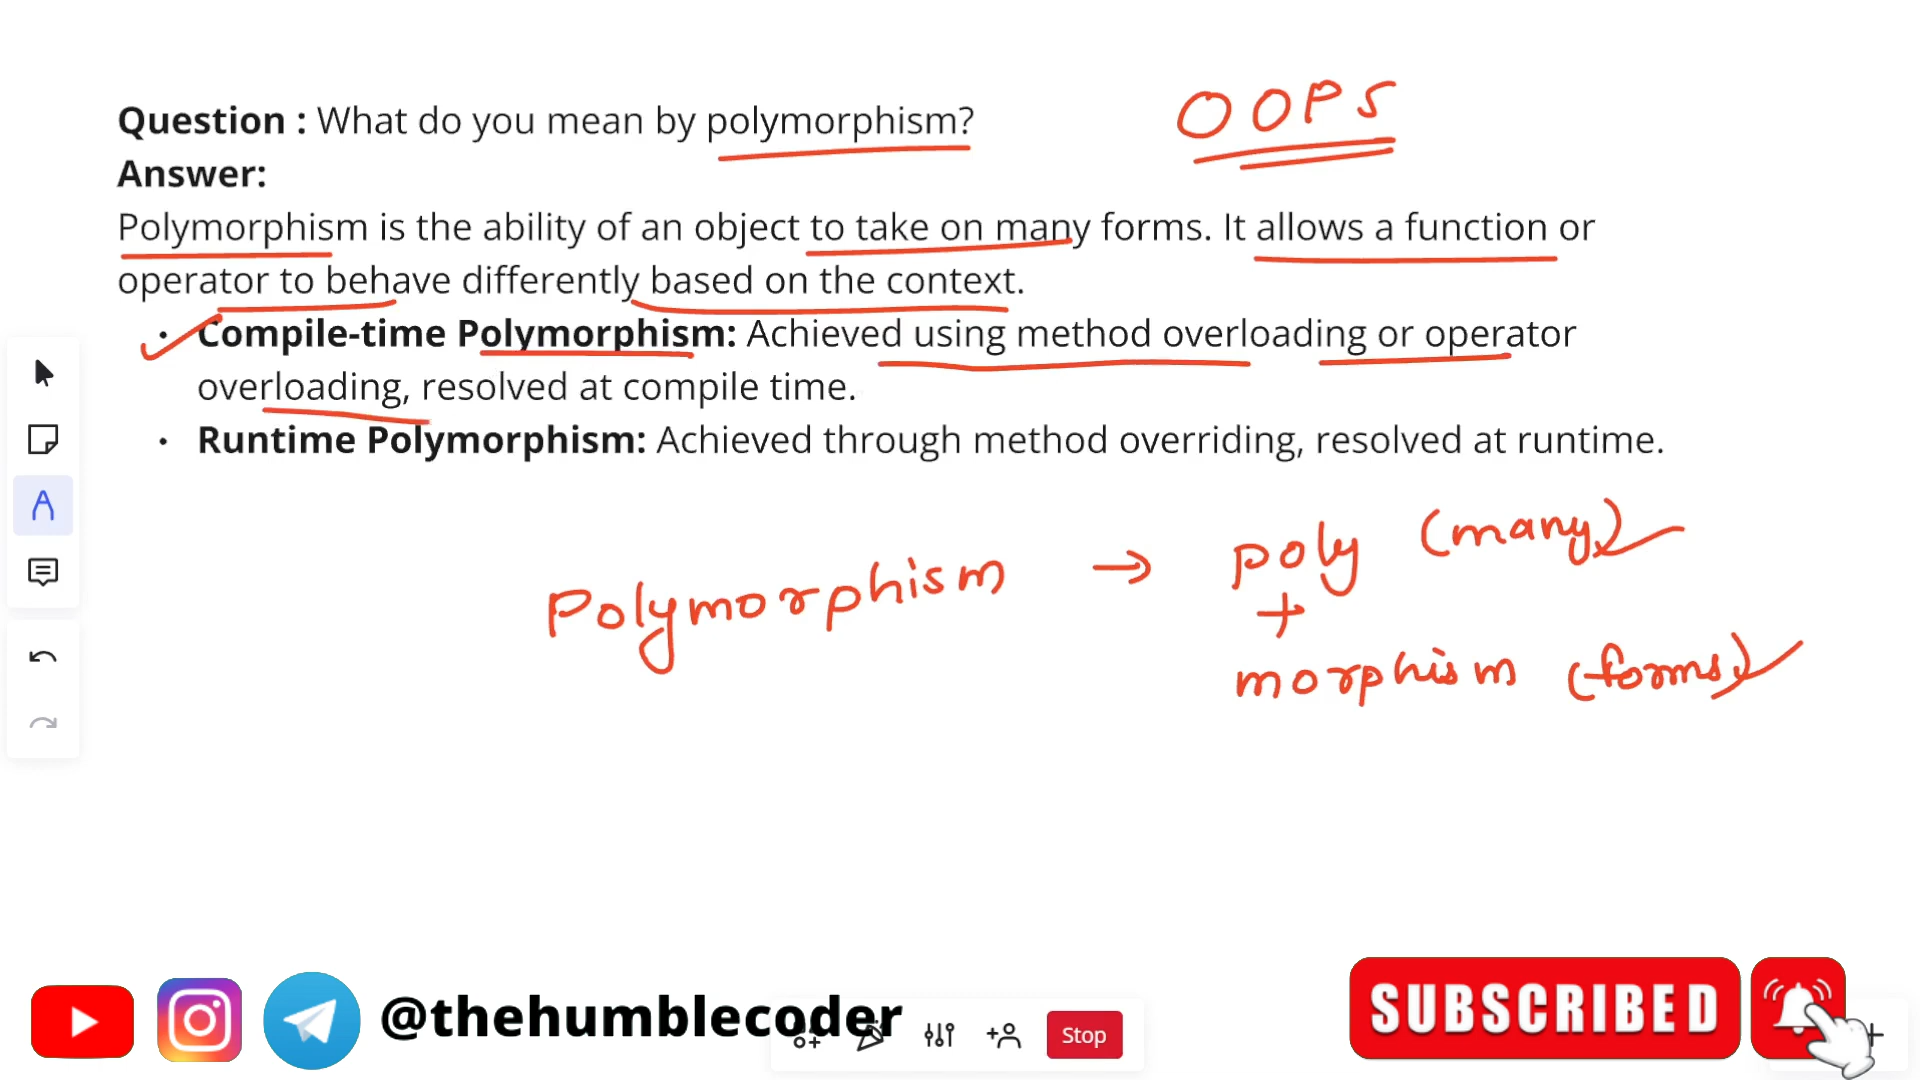 Question : What do you mean by polymorphism?
OOPS
Answer:
Polymorphism is the ability of an object to take on many forms. It allows a function or
operator to behave differently based on the context.
· Compile-time Polymorphism: Achieved using method overloading or operator
overloading, resolved at compile time.
· Runtime Polymorphism: Achieved through method overriding, resolved at runtime.
Polymorphism → poly (many)
+
morphism (forms)
@thehumblecoder
Stop
SUBSCRIBED